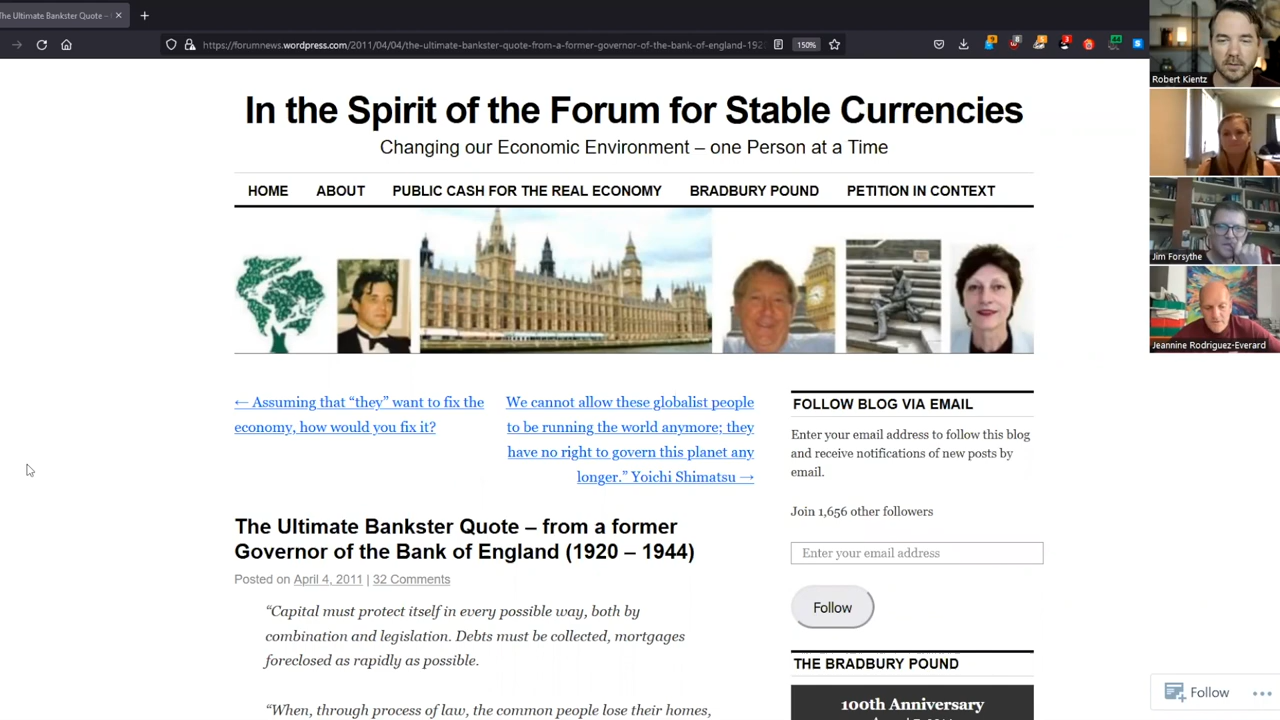 The Ultimate Bankster Quote –
https://forumnews.wordpress.com/2011/04/04/the-ultimate-bankster-quote-from-a-former-governor-of-the-bank-of-england-192
150%
Robert Kientz
Jim Forsythe
Jeannine Rodriguez-Everard
In the Spirit of the Forum for Stable Currencies
Changing our Economic Environment – one Person at a Time
HOME ABOUT PUBLIC CASH FOR THE REAL ECONOMY BRADBURY POUND PETITION IN CONTEXT
← Assuming that “they” want to fix the
economy, how would you fix it?
We cannot allow these globalist people
to be running the world anymore; they
have no right to govern this planet any
longer.” Yoichi Shimatsu →
The Ultimate Bankster Quote – from a former
Governor of the Bank of England (1920 – 1944)
Posted on April 4, 2011 | 32 Comments
“Capital must protect itself in every possible way, both by
combination and legislation. Debts must be collected, mortgages
foreclosed as rapidly as possible.
“When, through process of law, the common people lose their homes,
FOLLOW BLOG VIA EMAIL
Enter your email address to follow this blog
and receive notifications of new posts by
email.
Join 1,656 other followers
Enter your email address
Follow
THE BRADBURY POUND
100th Anniversary
Follow